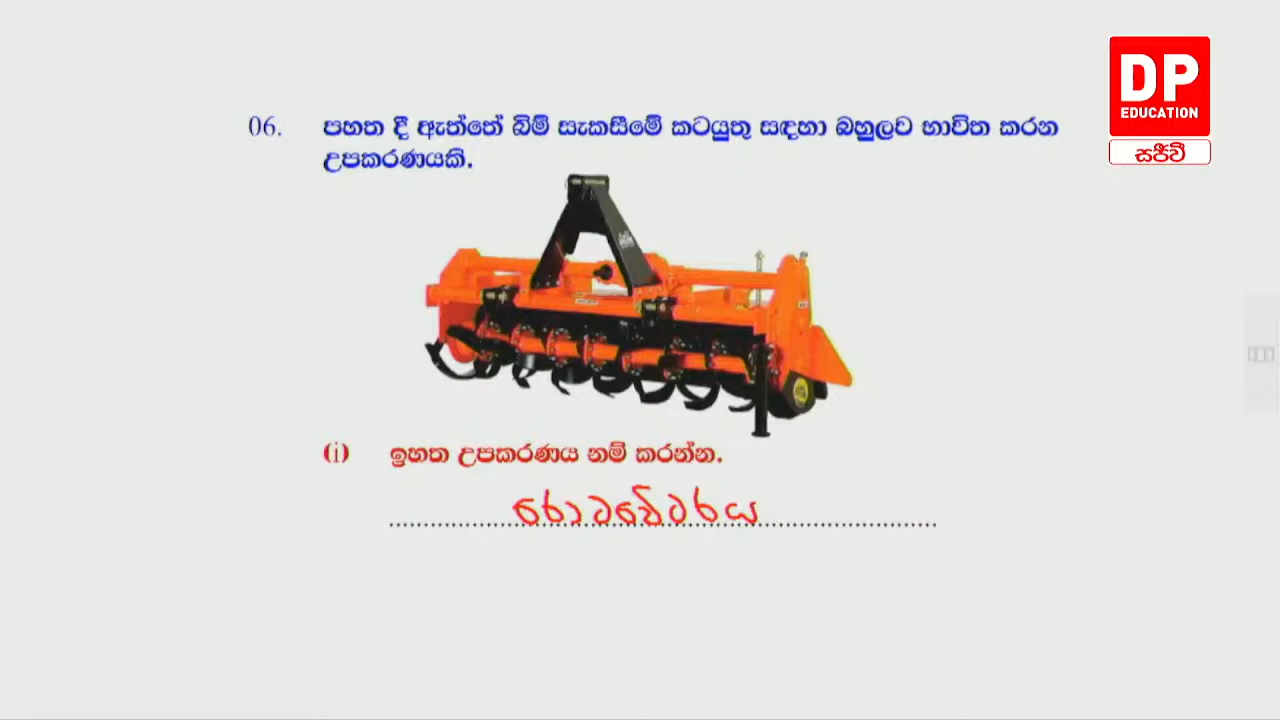 DP
EDUCATION
සජීවී
06. පහත දී ඇත්තේ බිම් සැකසීමේ කටයුතු සඳහා බහුලව භාවිත කරන
උපකරණයකි.
(i) ඉහත උපකරණය නම් කරන්න.
රොටවේටරය